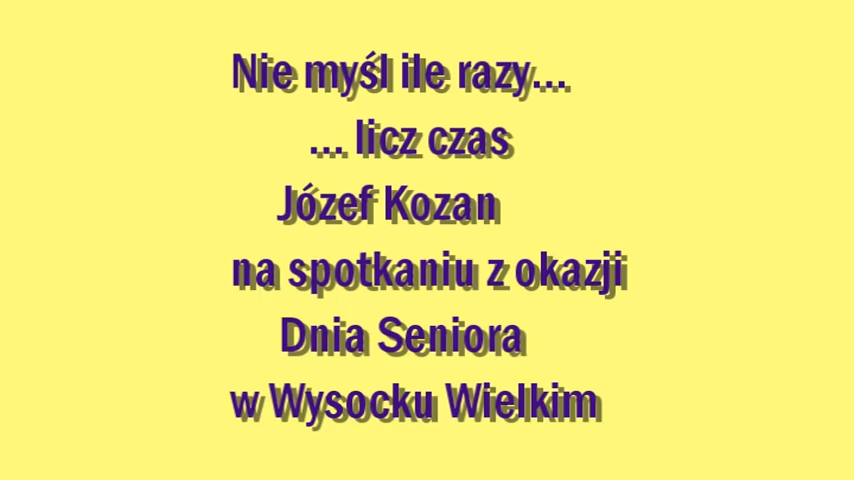 Nie myśl ile razy...
... licz czas
Józef Kozan
na spotkaniu z okazji
Dnia Seniora
w Wysocku Wielkim